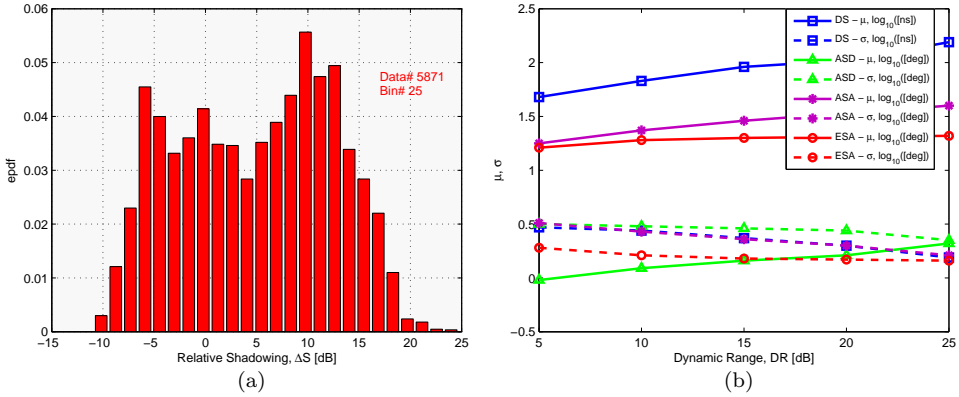 0.06
0.05
0.04
0.03
0.02
0.01
0
epdf
Data# 5871
Bin# 25
−15 −10 −5 0 5 10 15 20 25
Relative Shadowing, ΔS [dB]
(a)
2.5
2
1.5
1
0.5
0
−0.5
μ, σ
DS − μ, log10([ns])
DS − σ, log10([ns])
ASD − μ, log10([deg])
ASD − σ, log10([deg])
ASA − μ, log10([deg])
ASA − σ, log10([deg])
ESA − μ, log10([deg])
ESA − σ, log10([deg])
5 10 15 20 25
Dynamic Range, DR [dB]
(b)